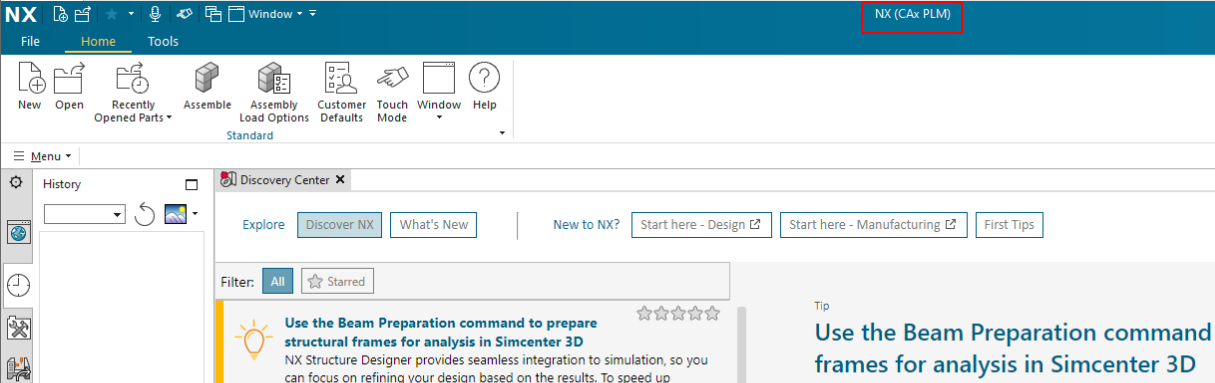 NX Window NX (CAx PLM)
File Home Tools
New Open Recently Opened Parts Assemble Assembly Load Options Customer Defaults Touch Mode Window Help
Standard
Menu
History
Discovery Center
Explore Discover NX What's New New to NX? Start here - Design Start here - Manufacturing First Tips
Filter: All Starred
Use the Beam Preparation command to prepare
structural frames for analysis in Simcenter 3D
NX Structure Designer provides seamless integration to simulation, so you
can focus on refining your design based on the results. To speed up
Tip
Use the Beam Preparation command
frames for analysis in Simcenter 3D